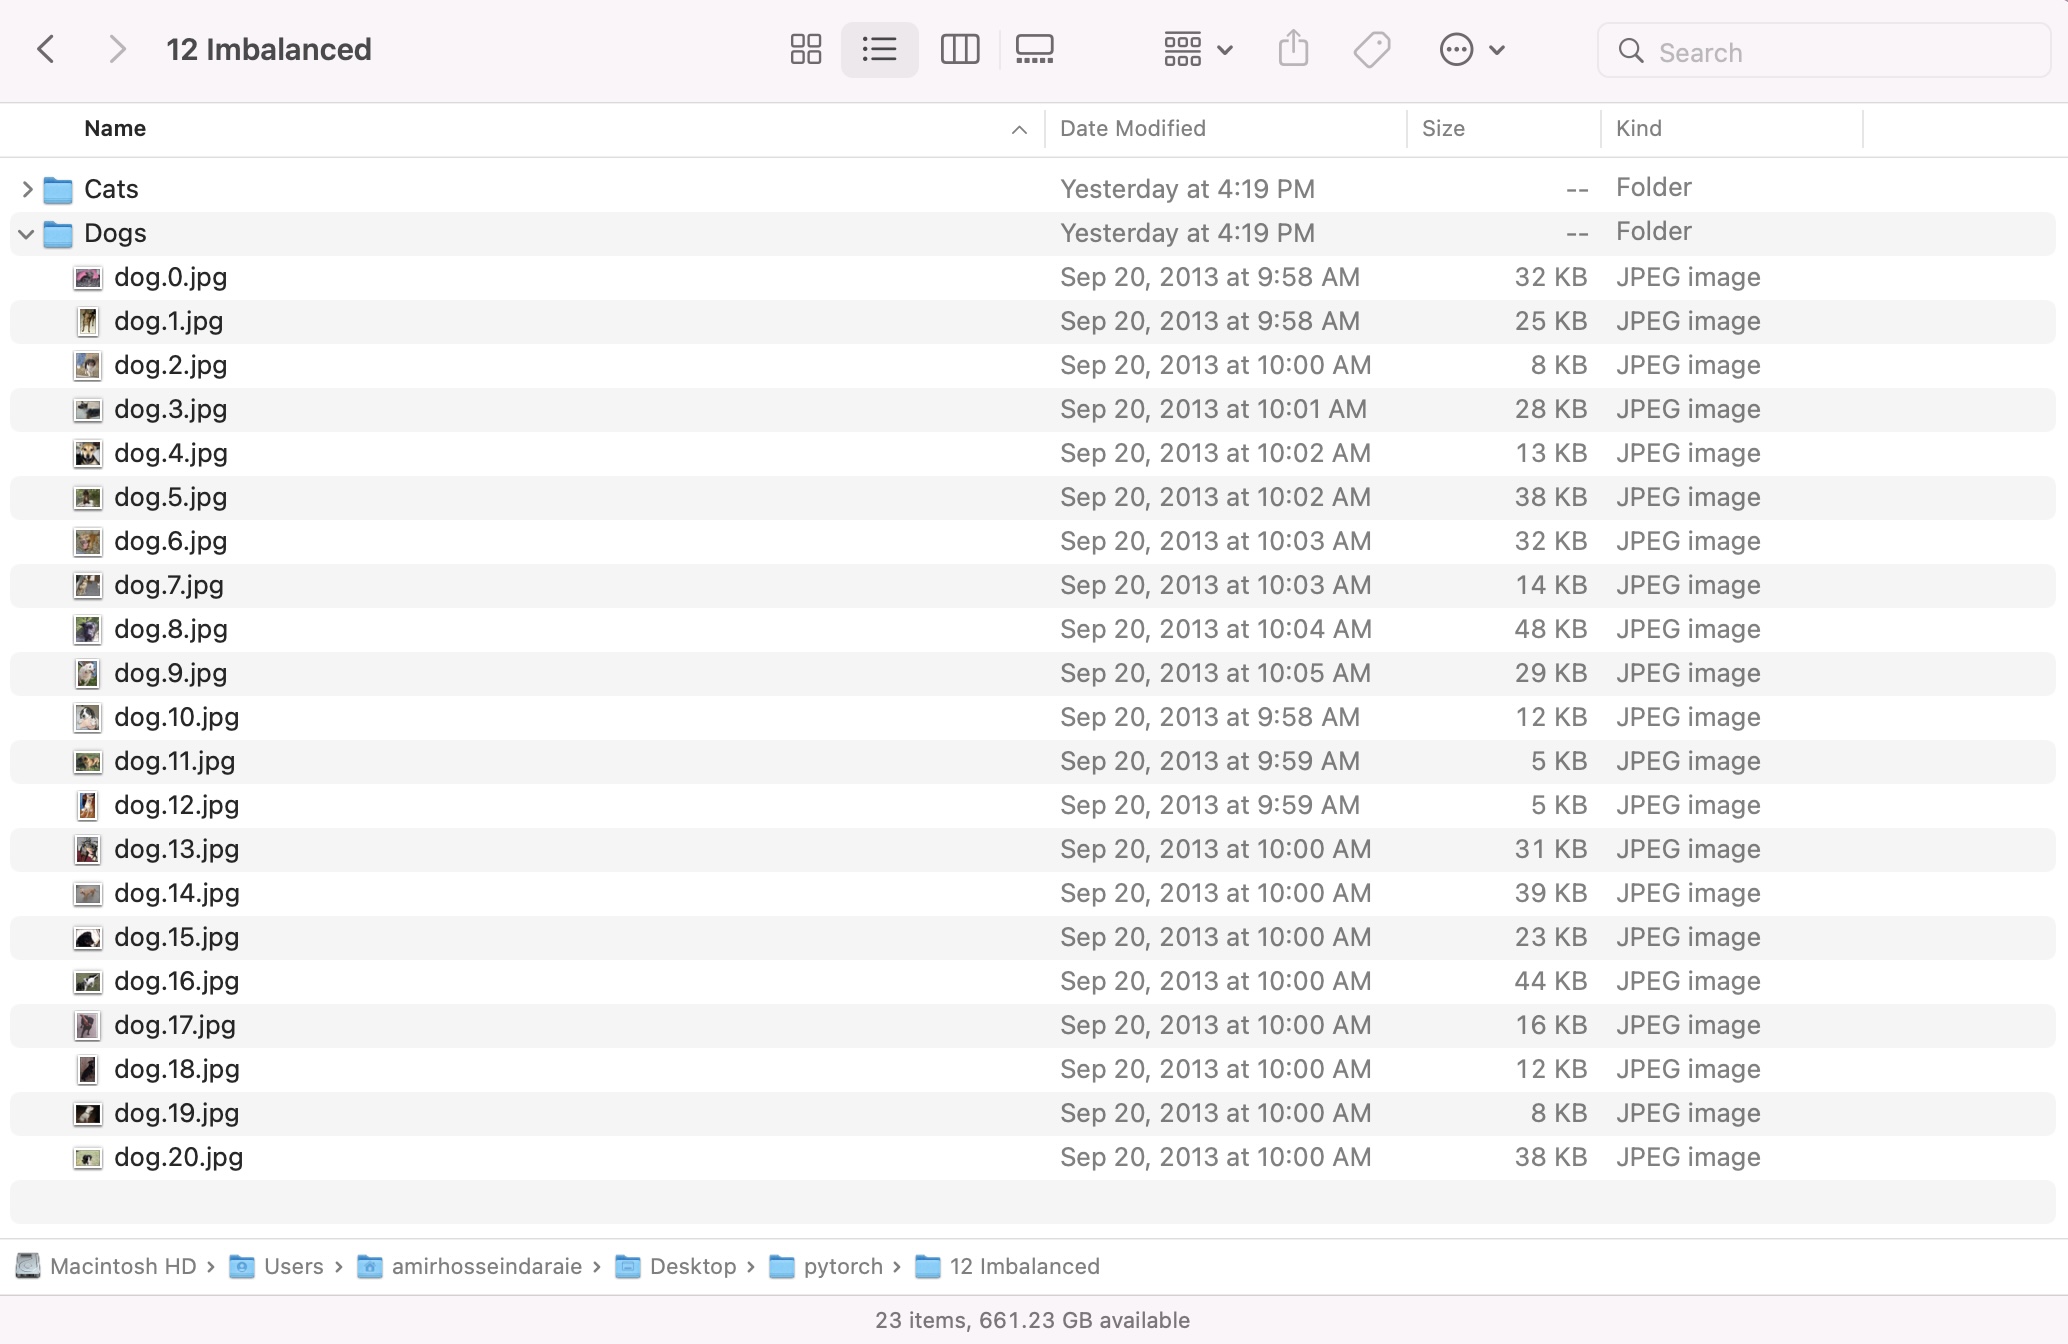 12 Imbalanced Search
Name Date Modified Size Kind
Cats Yesterday at 4:19 PM -- Folder
Dogs Yesterday at 4:19 PM -- Folder
dog.0.jpg Sep 20, 2013 at 9:58 AM 32 KB JPEG image
dog.1.jpg Sep 20, 2013 at 9:58 AM 25 KB JPEG image
dog.2.jpg Sep 20, 2013 at 10:00 AM 8 KB JPEG image
dog.3.jpg Sep 20, 2013 at 10:01 AM 28 KB JPEG image
dog.4.jpg Sep 20, 2013 at 10:02 AM 13 KB JPEG image
dog.5.jpg Sep 20, 2013 at 10:02 AM 38 KB JPEG image
dog.6.jpg Sep 20, 2013 at 10:03 AM 32 KB JPEG image
dog.7.jpg Sep 20, 2013 at 10:03 AM 14 KB JPEG image
dog.8.jpg Sep 20, 2013 at 10:04 AM 48 KB JPEG image
dog.9.jpg Sep 20, 2013 at 10:05 AM 29 KB JPEG image
dog.10.jpg Sep 20, 2013 at 9:58 AM 12 KB JPEG image
dog.11.jpg Sep 20, 2013 at 9:59 AM 5 KB JPEG image
dog.12.jpg Sep 20, 2013 at 9:59 AM 5 KB JPEG image
dog.13.jpg Sep 20, 2013 at 10:00 AM 31 KB JPEG image
dog.14.jpg Sep 20, 2013 at 10:00 AM 39 KB JPEG image
dog.15.jpg Sep 20, 2013 at 10:00 AM 23 KB JPEG image
dog.16.jpg Sep 20, 2013 at 10:00 AM 44 KB JPEG image
dog.17.jpg Sep 20, 2013 at 10:00 AM 16 KB JPEG image
dog.18.jpg Sep 20, 2013 at 10:00 AM 12 KB JPEG image
dog.19.jpg Sep 20, 2013 at 10:00 AM 8 KB JPEG image
dog.20.jpg Sep 20, 2013 at 10:00 AM 38 KB JPEG image
Macintosh HD › Users › amirhosseindaraie › Desktop › pytorch › 12 Imbalanced
23 items, 661.23 GB available